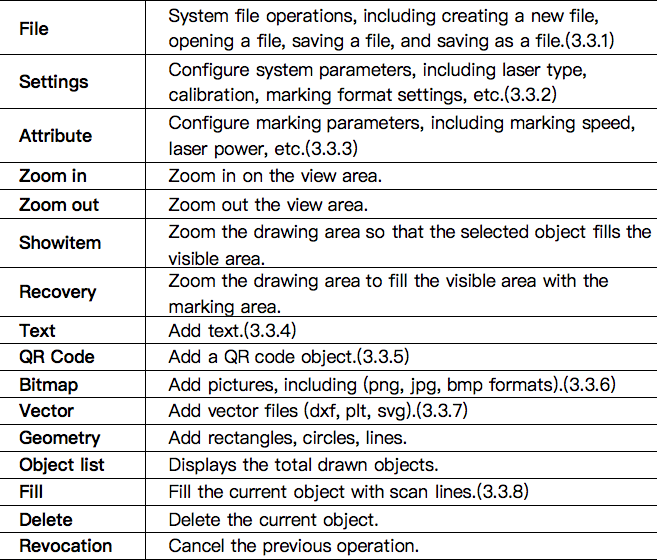 File
System file operations, including creating a new file,
opening a file, saving a file, and saving as a file.(3.3.1)
Settings
Configure system parameters, including laser type,
calibration, marking format settings, etc.(3.3.2)
Attribute
Configure marking parameters, including marking speed,
laser power, etc.(3.3.3)
Zoom in
Zoom in on the view area.
Zoom out
Zoom out the view area.
Showitem
Zoom the drawing area so that the selected object fills the
visible area.
Recovery
Zoom the drawing area to fill the visible area with the
marking area.
Text
Add text.(3.3.4)
QR Code
Add a QR code object.(3.3.5)
Bitmap
Add pictures, including (png, jpg, bmp formats).(3.3.6)
Vector
Add vector files (dxf, plt, svg).(3.3.7)
Geometry
Add rectangles, circles, lines.
Object list
Displays the total drawn objects.
Fill
Fill the current object with scan lines.(3.3.8)
Delete
Delete the current object.
Revocation
Cancel the previous operation.